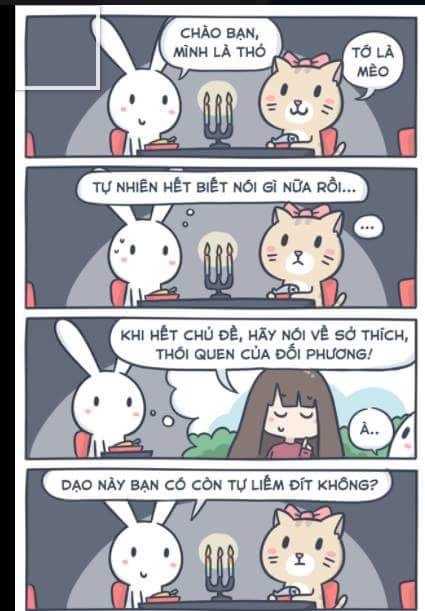 CHÀO BẠN,
MÌNH LÀ THỎ
TỚ LÀ
MÈO
TỰ NHIÊN HẾT BIẾT NÓI GÌ NỮA RỒI...
...
KHI HẾT CHỦ ĐỀ, HÃY NÓI VỀ SỞ THÍCH,
THÓI QUEN CỦA ĐỐI PHƯƠNG!
À..
DẠO NÀY BẠN CÓ CÒN TỰ LIẾM ĐÍT KHÔNG?